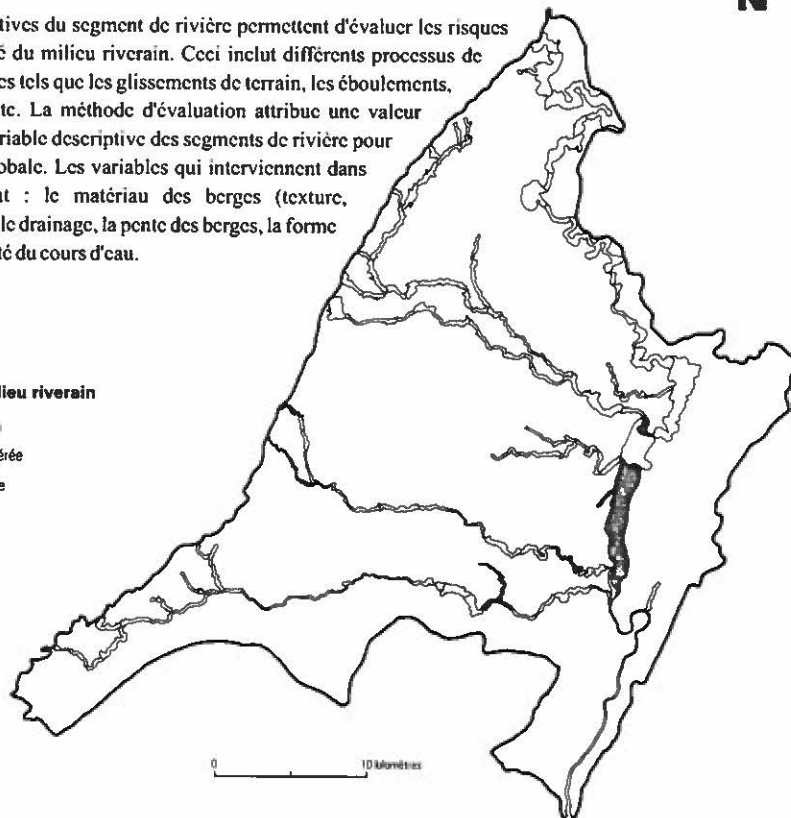 N
tives du segment de rivière permettent d'évaluer les risques
é du milieu riverain. Ceci inclut différents processus de
es tels que les glissements de terrain, les éboulements,
tc. La méthode d'évaluation attribue une valeur
riable descriptive des segments de rivière pour
obale. Les variables qui interviennent dans
nt : le matériau des berges (texture,
le drainage, la pente des berges, la forme
té du cours d'eau.
lieu riverain
érée
e
0 10 kilomètres